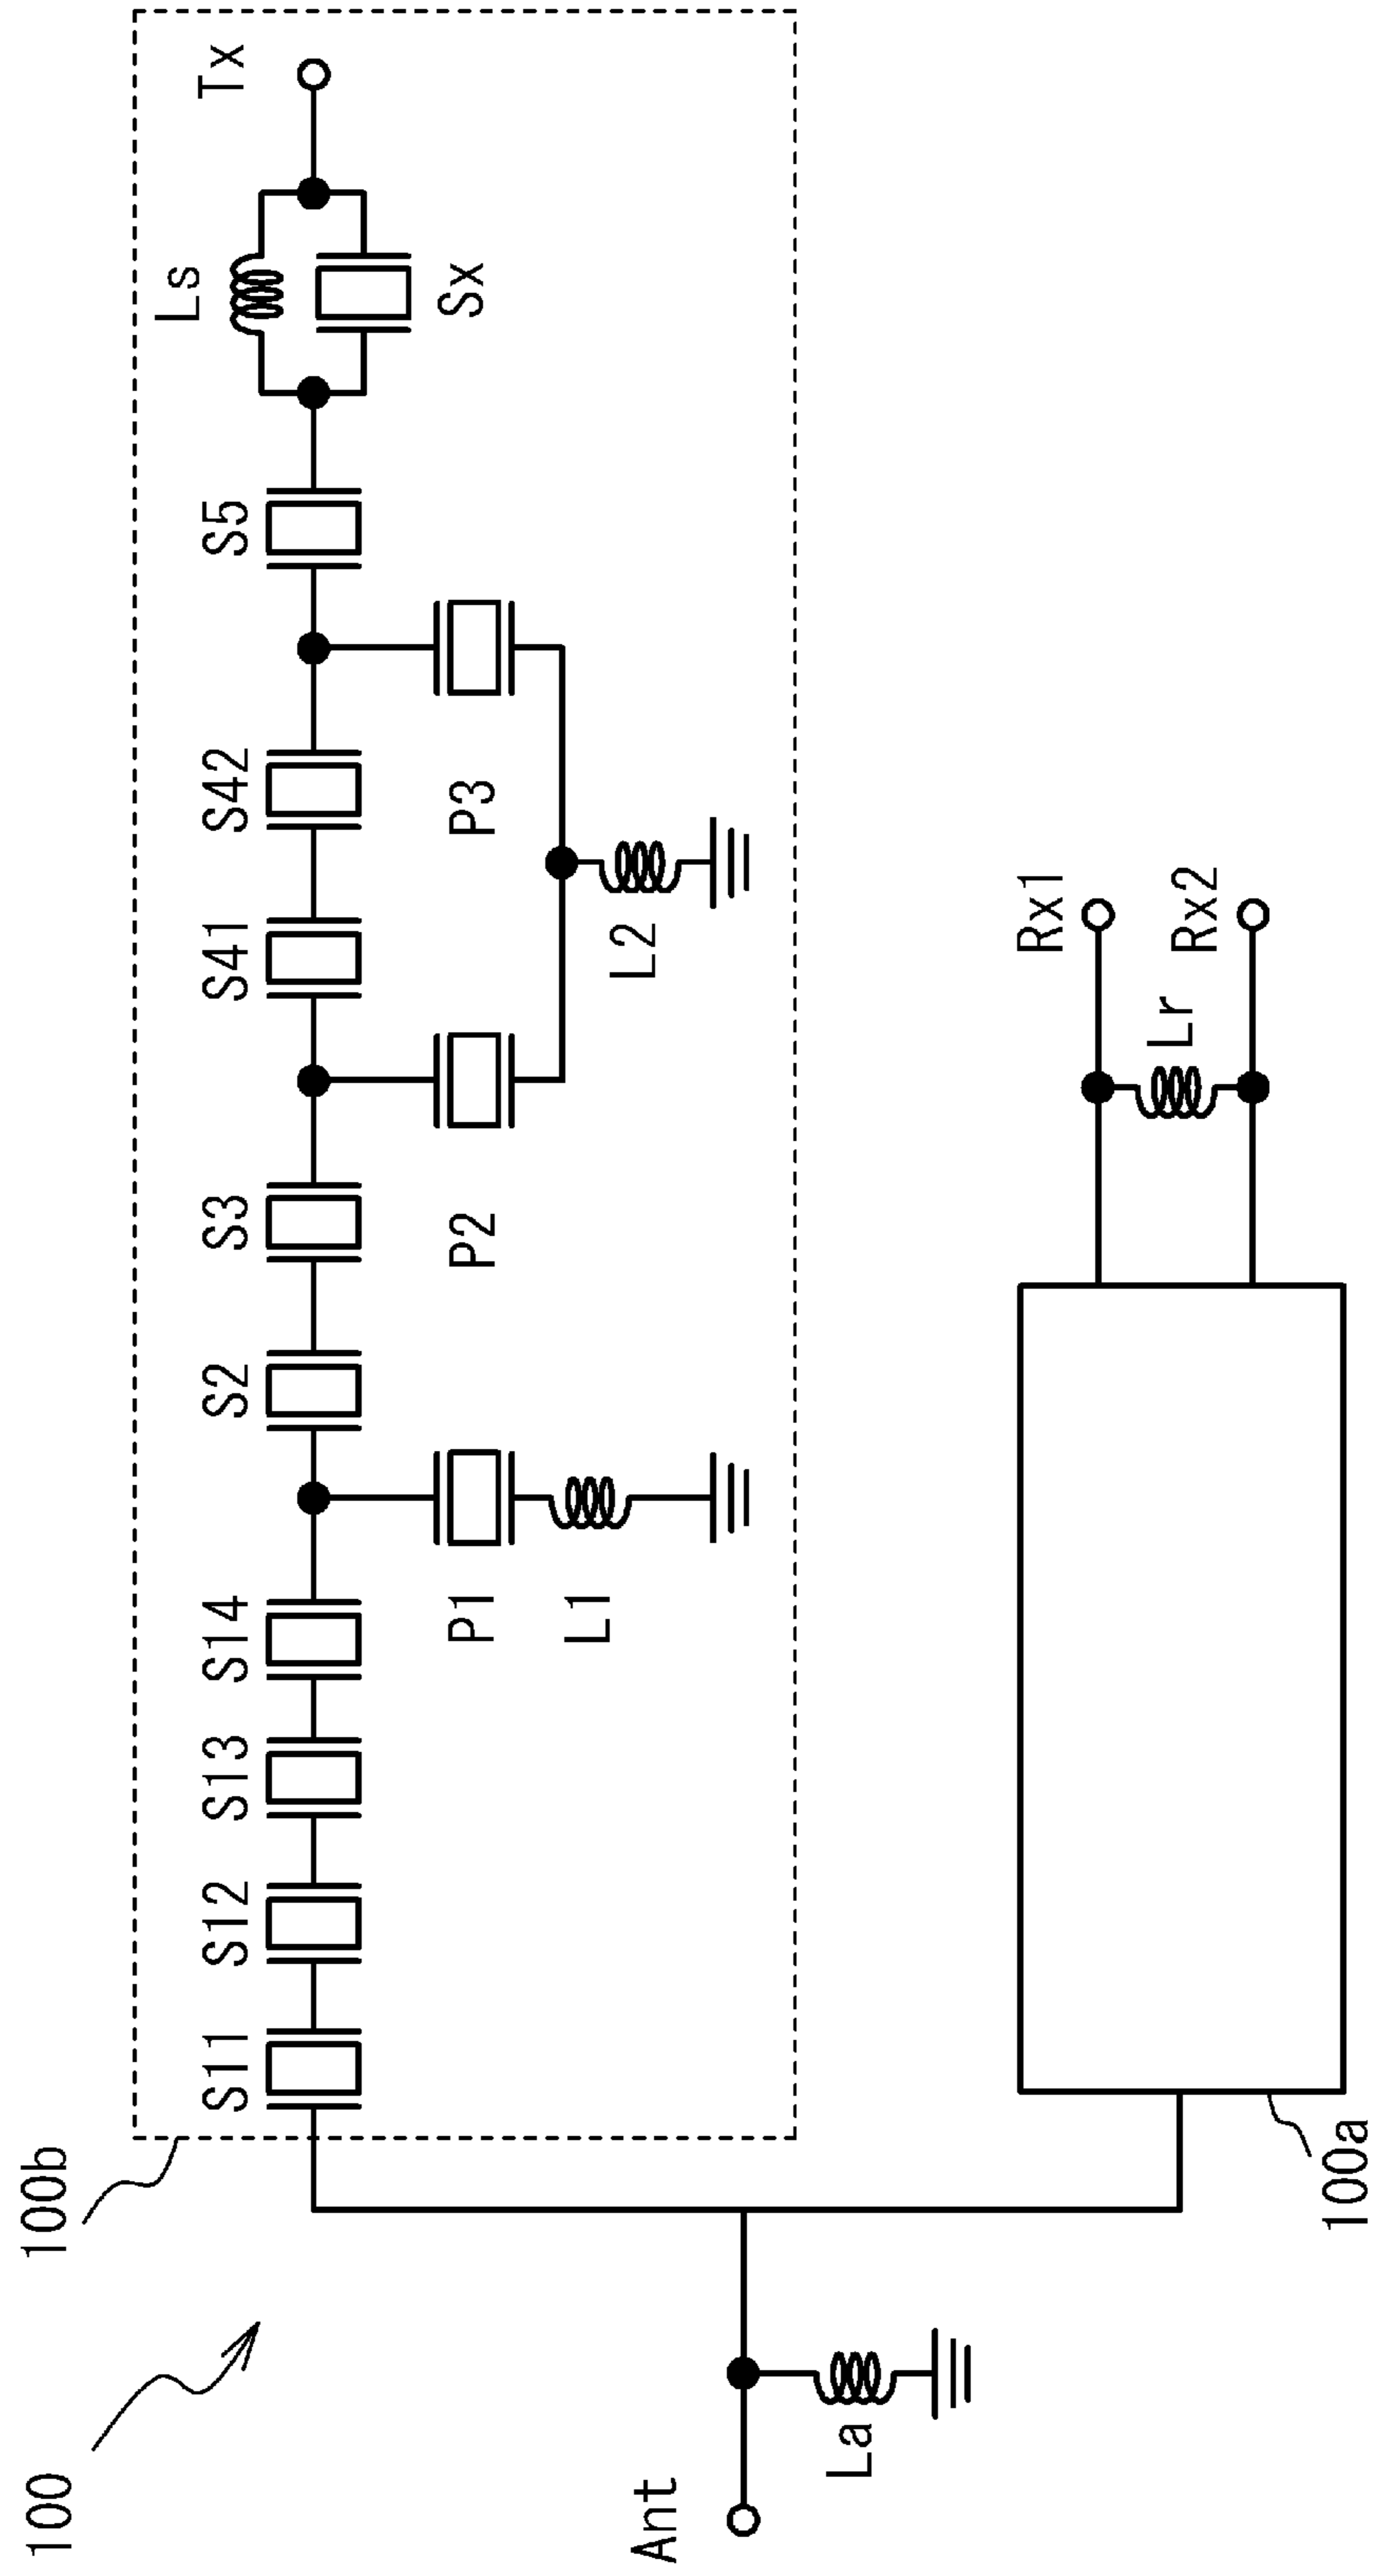 100
100b
S11
S12
S13
S14
S2
S3
S41
S42
S5
Ls
Tx
Sx
P1
P2
P3
L1
L2
Ant
La
Rx1
Lr
Rx2
100a